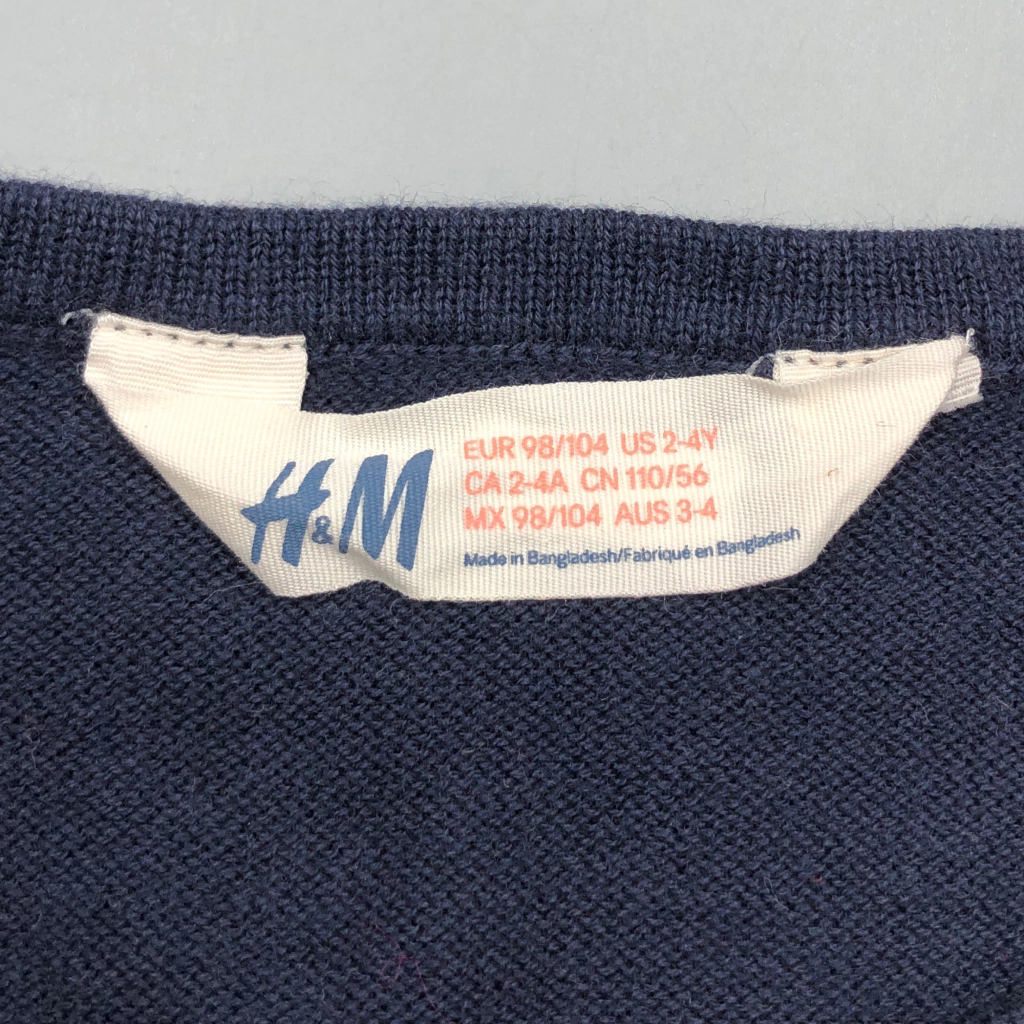 H&M
EUR 98/104 US 2-4Y
CA 2-4A CN 110/56
MX 98/104 AUS 3-4
Made in Bangladesh/Fabriqué en Bangladesh